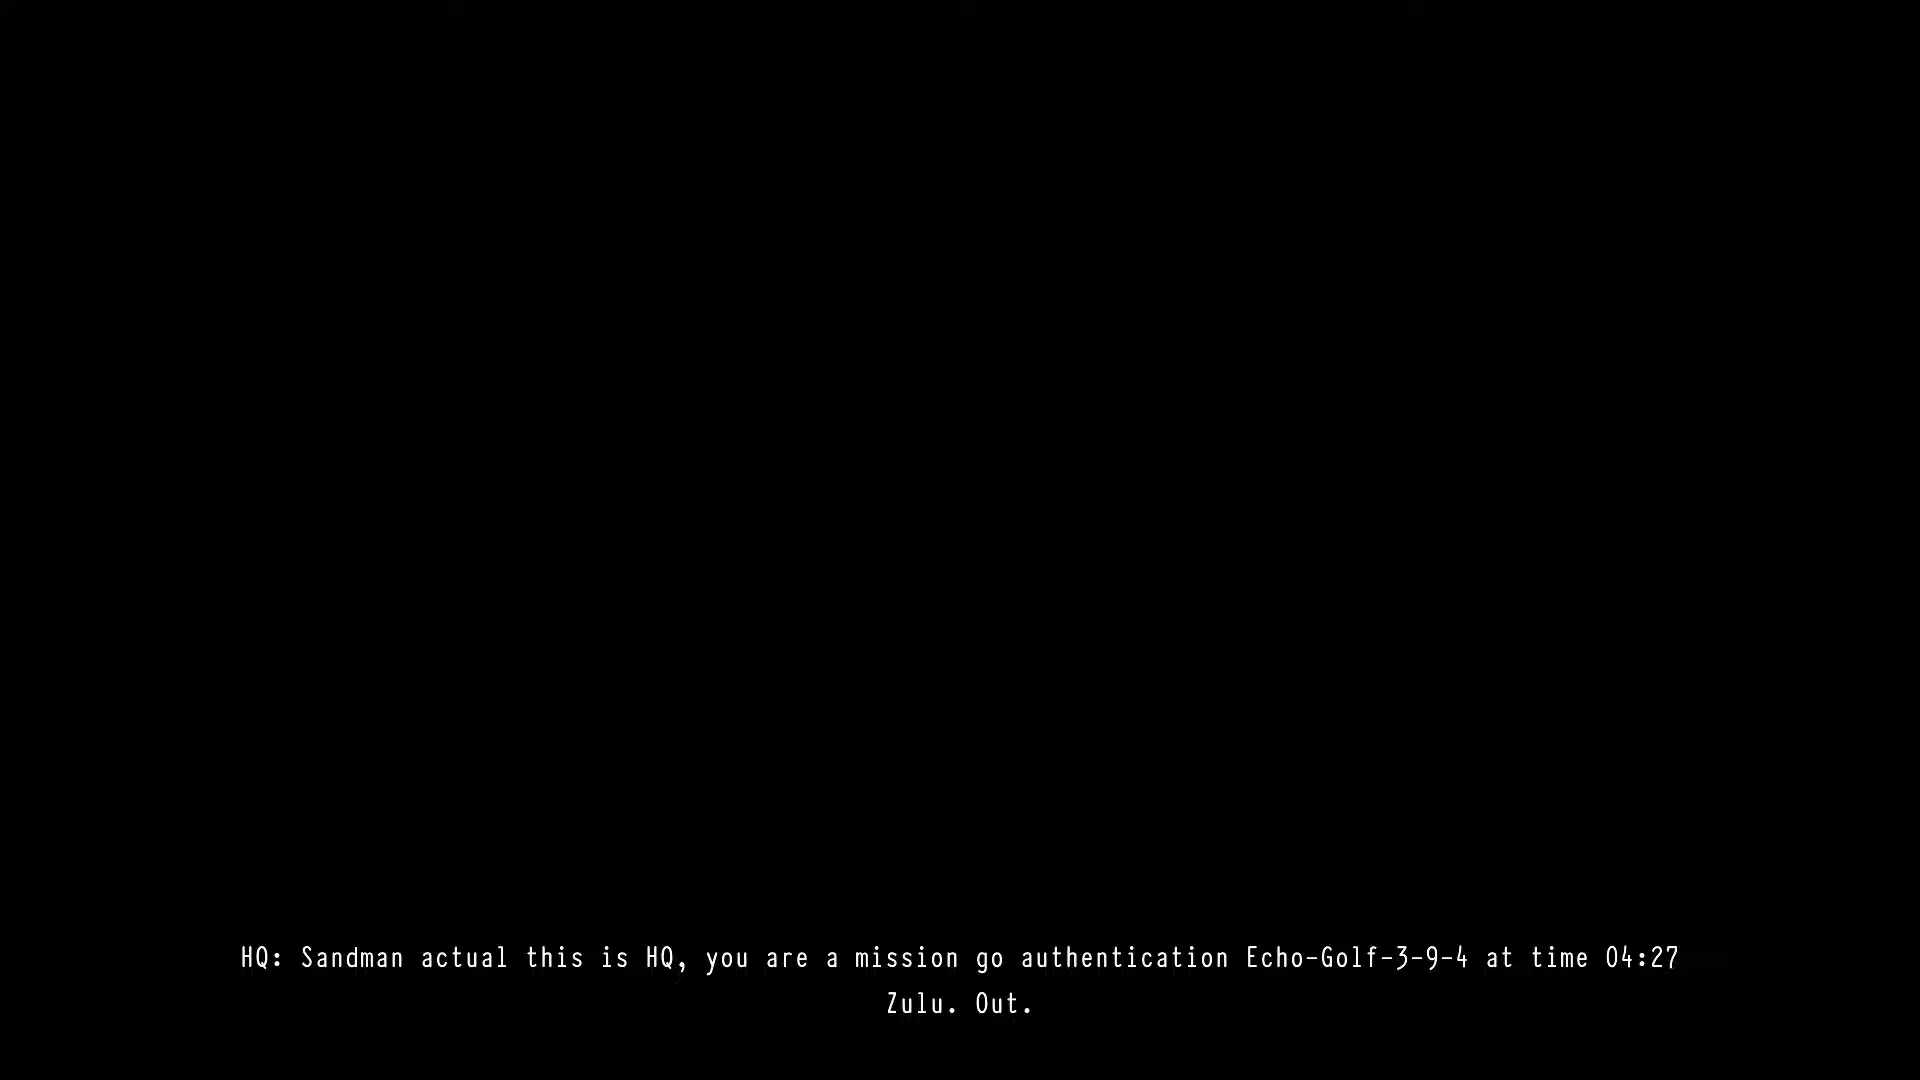 HQ: Sandman actual this is HQ, you are a mission go authentication Echo-Golf-3-9-4 at time 04:27
Zulu. Out.